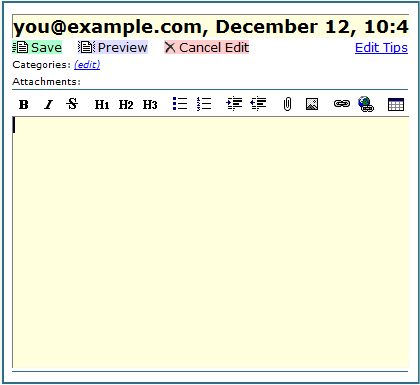 you@example.com, December 12, 10:4
Save Preview Cancel Edit Edit Tips
Categories: (edit)
Attachments:
B I S H1 H2 H3